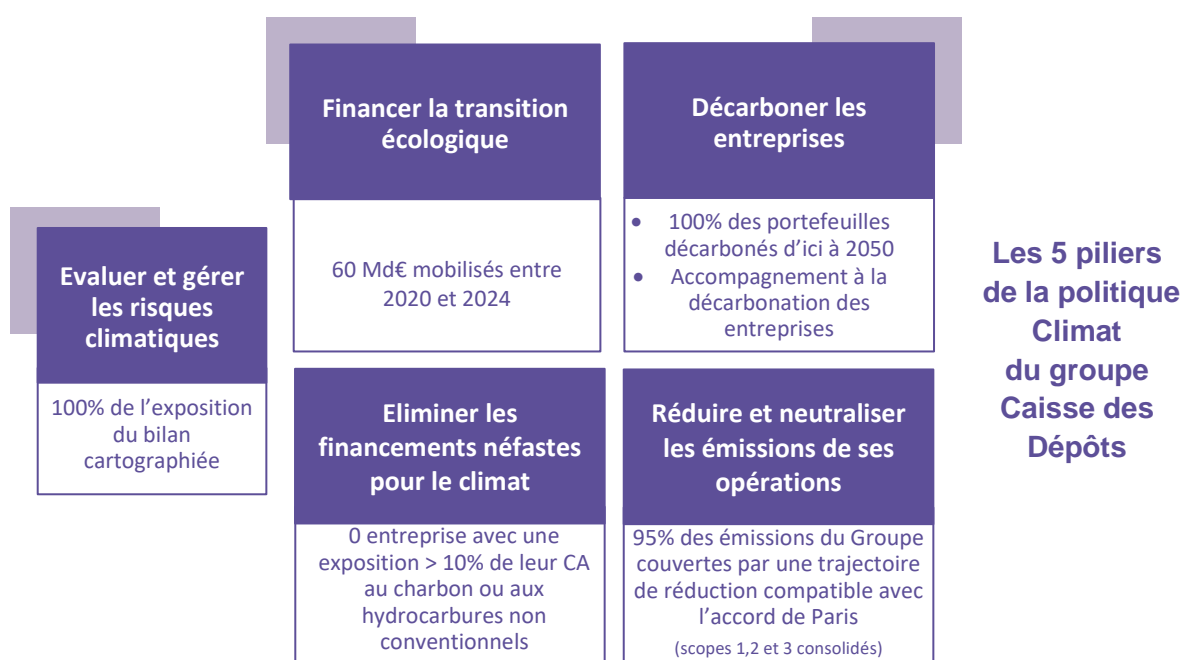 Financer la transition
écologique
60 Md€ mobilisés entre
2020 et 2024
Décarboner les
entreprises
• 100% des portefeuilles
décarbonés d’ici à 2050
• Accompagnement à la
décarbonation des
entreprises
Evaluer et gérer
les risques
climatiques
100% de l’exposition
du bilan
cartographiée
Eliminer les
financements néfastes
pour le climat
0 entreprise avec une
exposition > 10% de leur CA
au charbon ou aux
hydrocarbures non
conventionnels
Réduire et neutraliser
les émissions de ses
opérations
95% des émissions du Groupe
couvertes par une trajectoire
de réduction compatible avec
l’accord de Paris
(scopes 1,2 et 3 consolidés)
Les 5 piliers
de la politique
Climat
du groupe
Caisse des
Dépôts